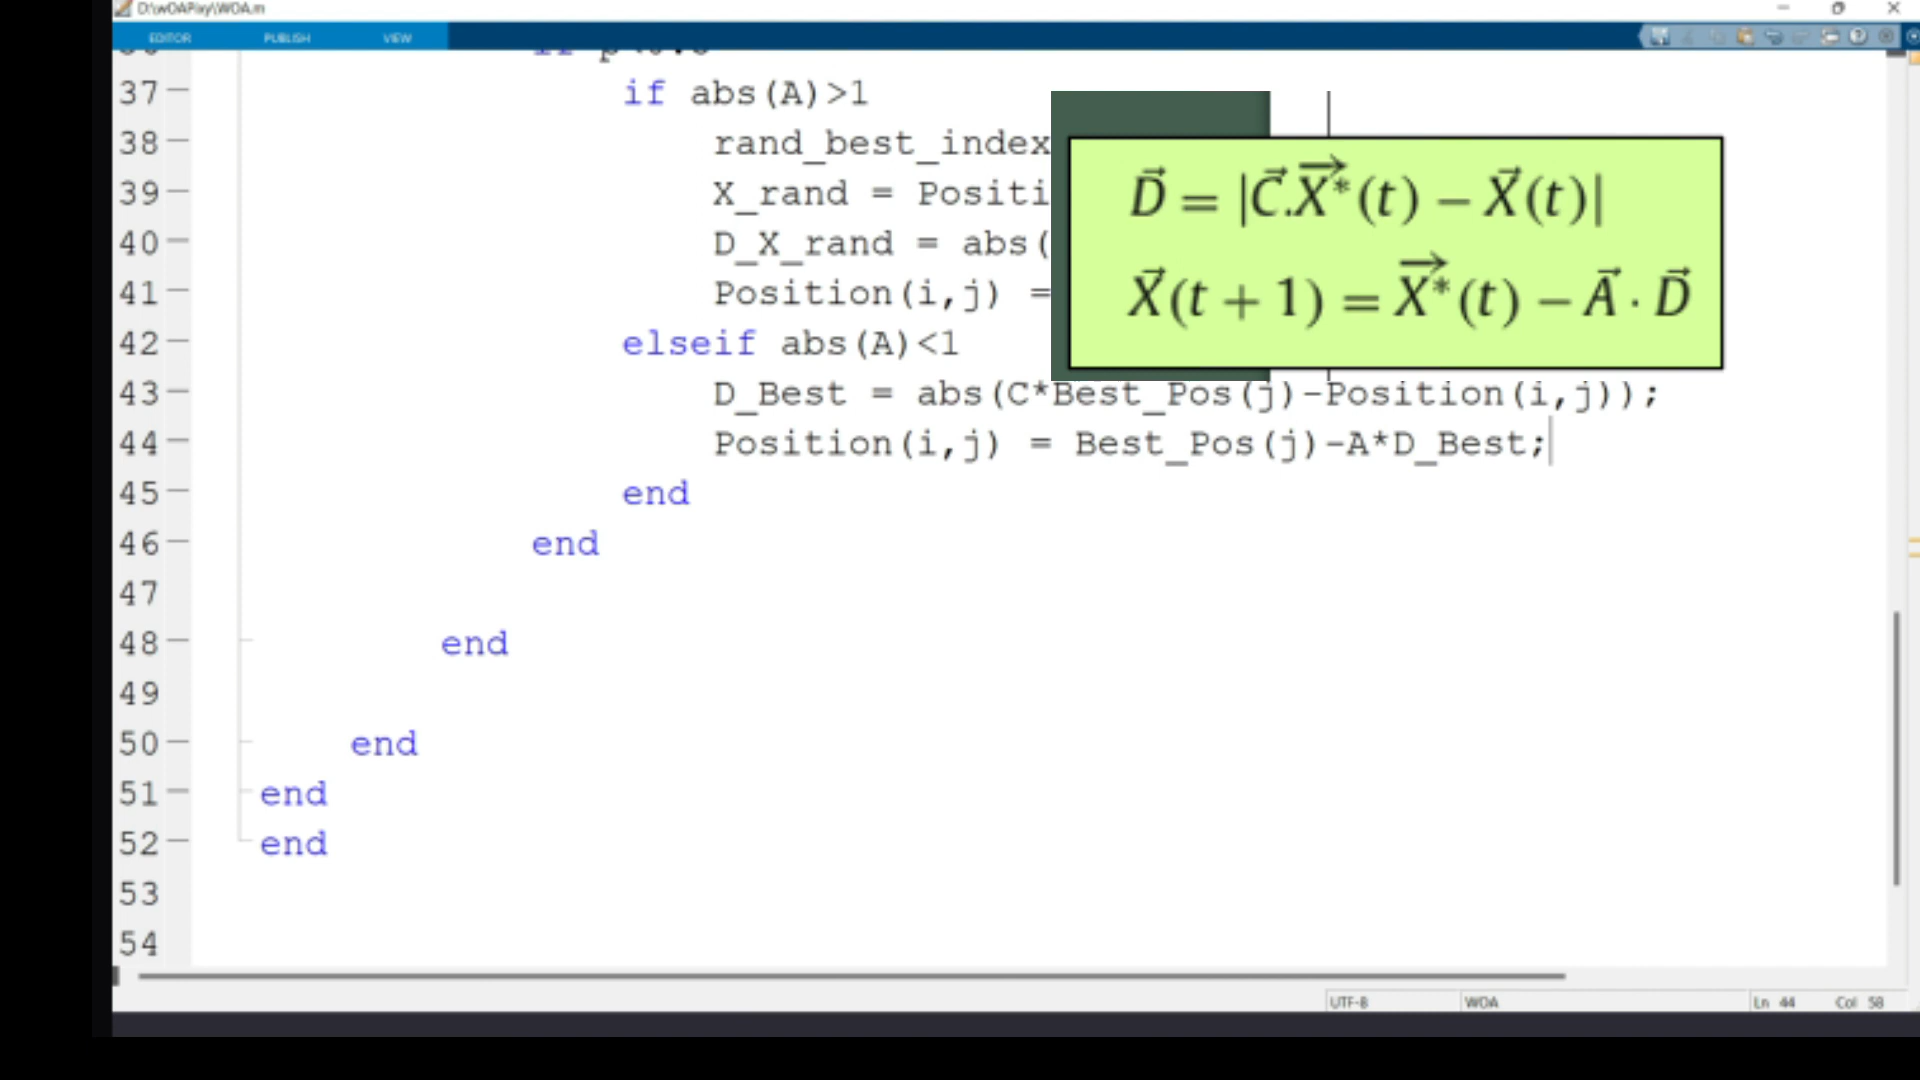 D:\wOAPixy\WOA.m
EDITOR PUBLISH VIEW
37 if abs(A)>1
38 rand_best_index
39 X_rand = Positi
40 D_X_rand = abs(
41 Position(i,j) =
42 elseif abs(A)<1
43 D_Best = abs(C*Best_Pos(j)-Position(i,j));
44 Position(i,j) = Best_Pos(j)-A*D_Best;
45 end
46 end
47
48 end
49
50 end
51 end
52 end
53
54
D⃗ = |C⃗.X⃗*(t) − X⃗(t)|
X⃗(t + 1) = X⃗*(t) − A⃗ · D⃗
UTF-8 WOA Ln 44 Col 58